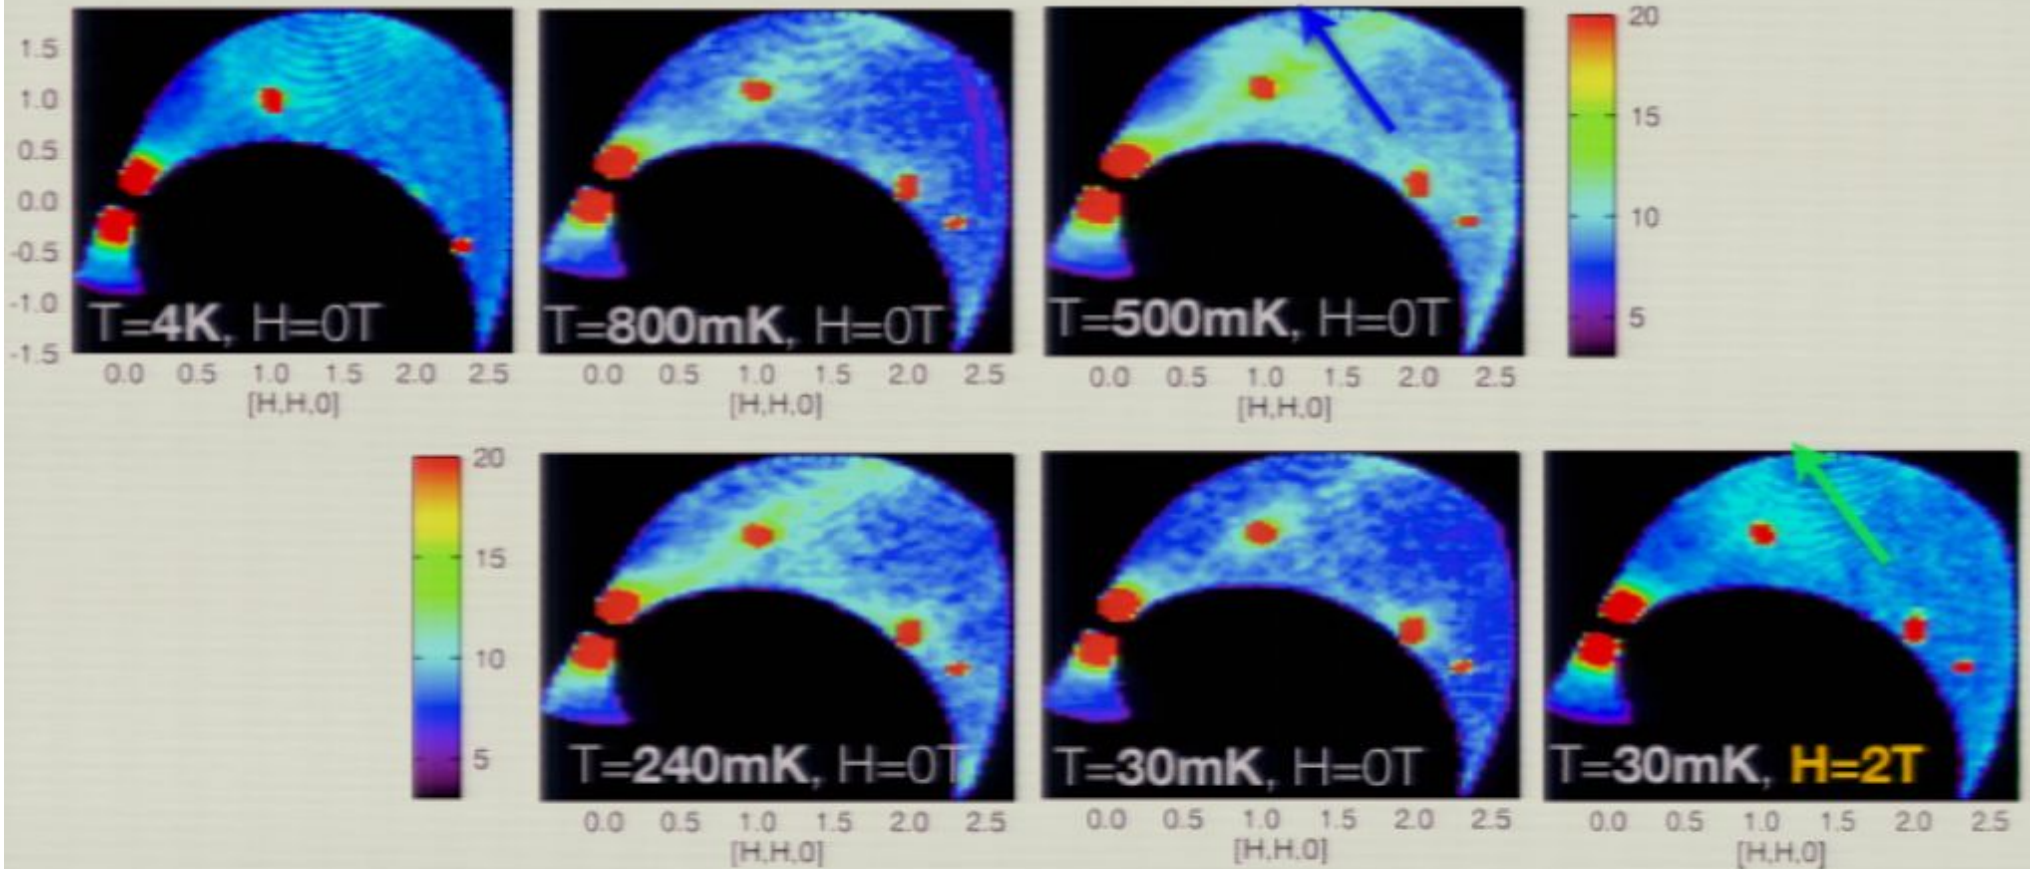 1.5
1.0
0.5
0.0
-0.5
-1.0
-1.5
T=4K, H=0T
0.0 0.5 1.0 1.5 2.0 2.5
[H,H,0]
T=800mK, H=0T
0.0 0.5 1.0 1.5 2.0 2.5
[H,H,0]
T=500mK, H=0T
0.0 0.5 1.0 1.5 2.0 2.5
[H,H,0]
20
15
10
5
20
15
10
5
T=240mK, H=0T
0.0 0.5 1.0 1.5 2.0 2.5
[H,H,0]
T=30mK, H=0T
0.0 0.5 1.0 1.5 2.0 2.5
[H,H,0]
T=30mK, H=2T
0.0 0.5 1.0 1.5 2.0 2.5
[H,H,0]